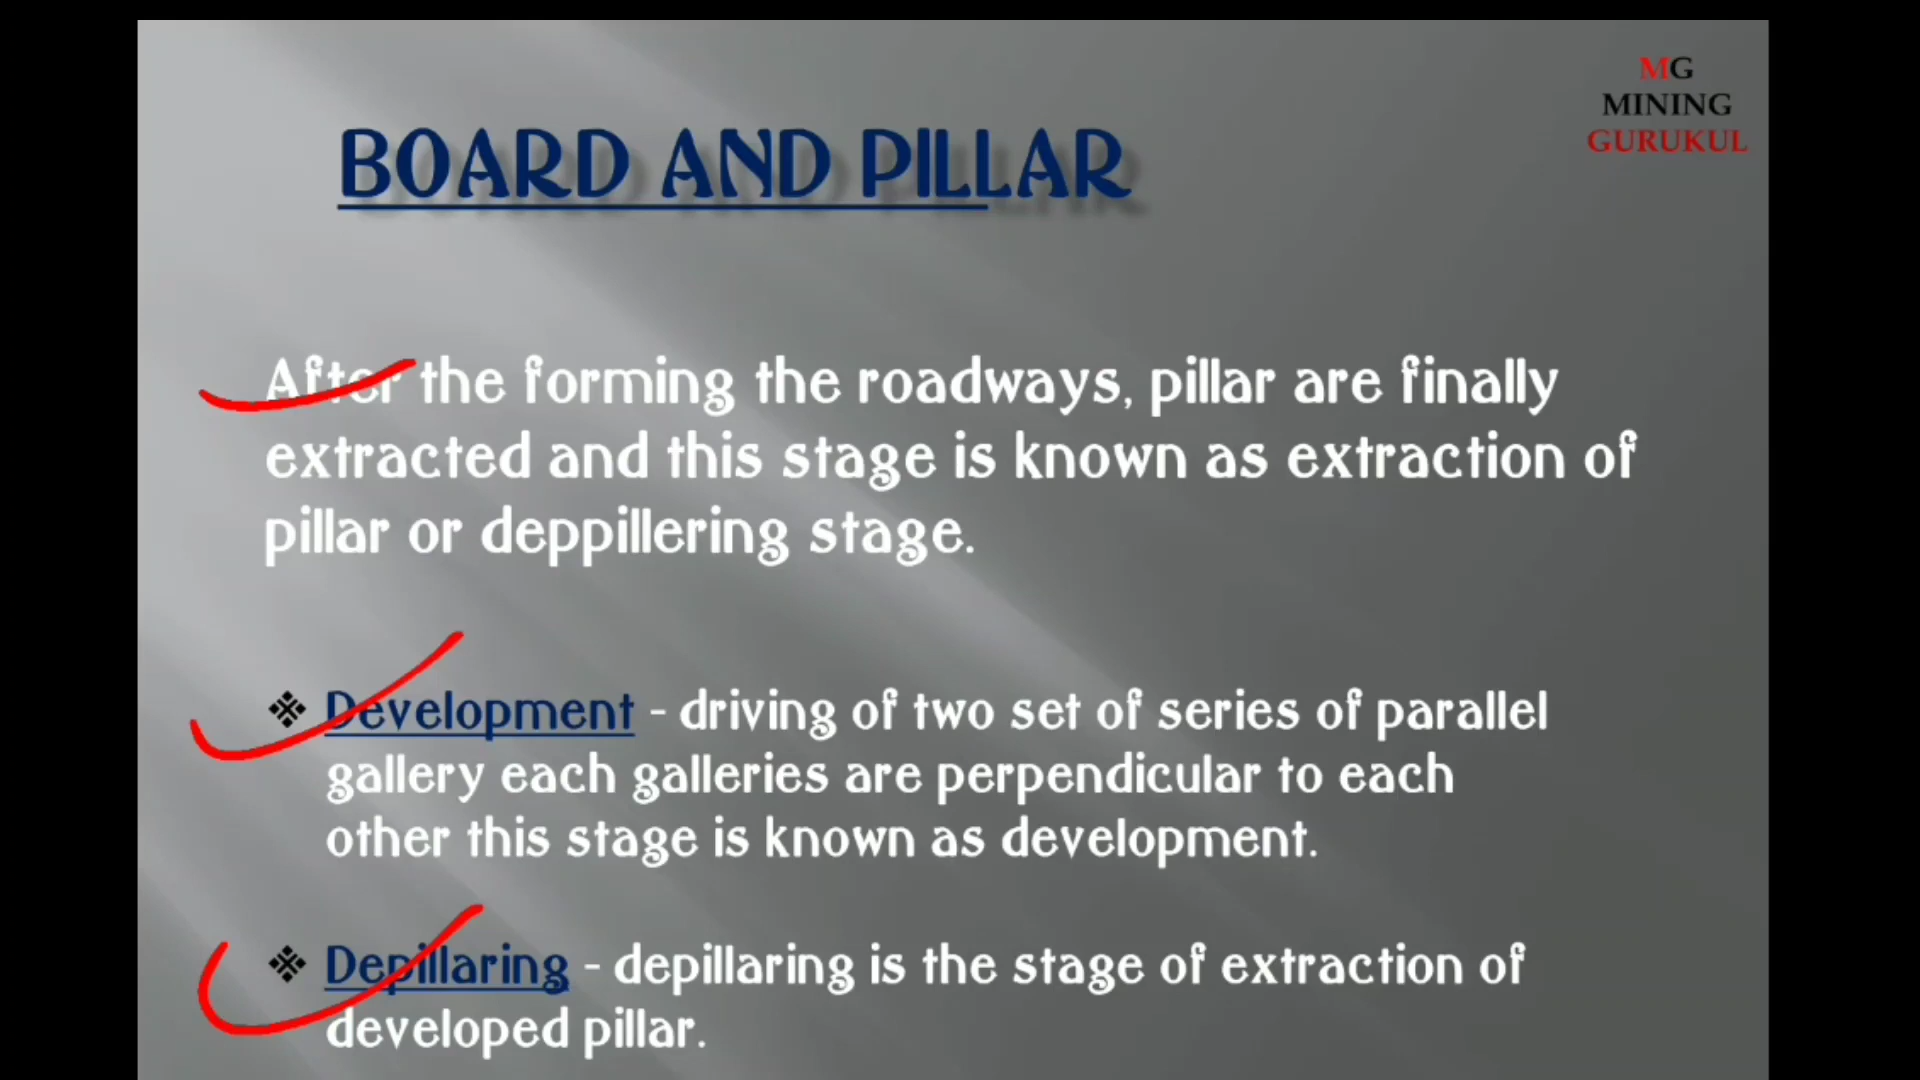 MG
MINING
GURUKUL
BOARD AND PILLAR
After the forming the roadways, pillar are finally
extracted and this stage is known as extraction of
pillar or deppillering stage.
❖ Development - driving of two set of series of parallel
gallery each galleries are perpendicular to each
other this stage is known as development.
❖ Depillaring - depillaring is the stage of extraction of
developed pillar.